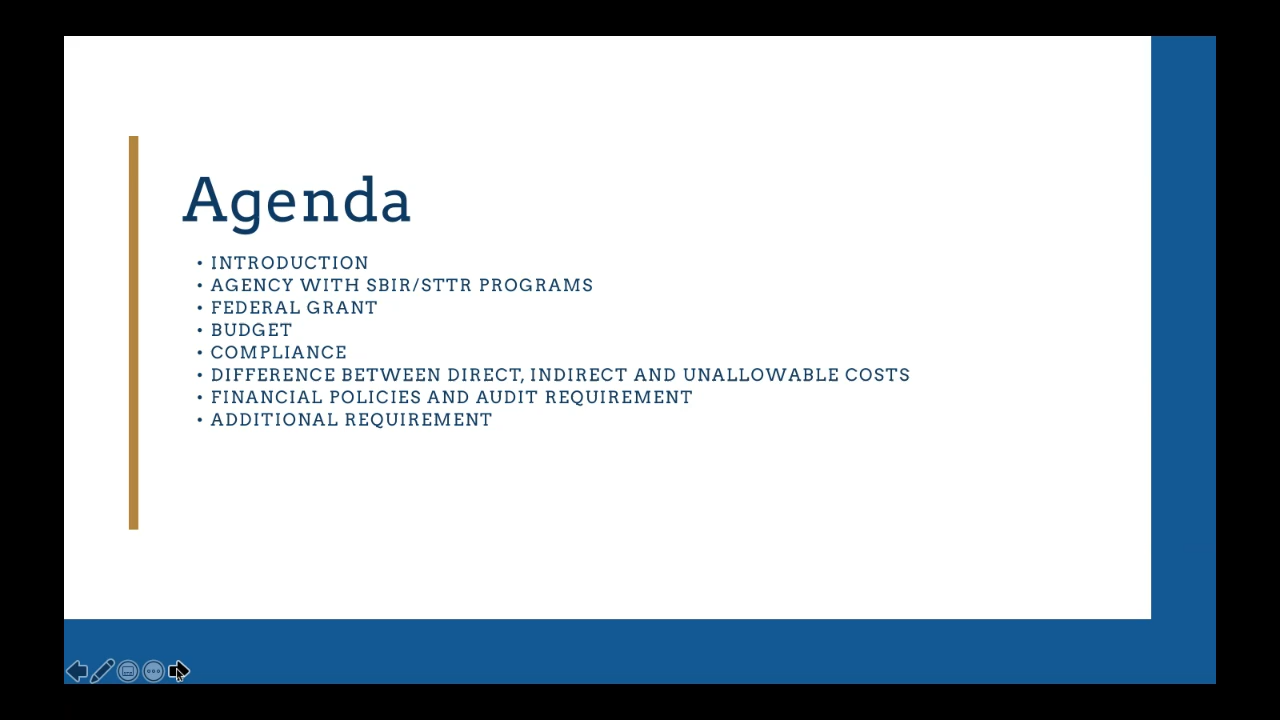 Agenda
• INTRODUCTION
• AGENCY WITH SBIR/STTR PROGRAMS
• FEDERAL GRANT
• BUDGET
• COMPLIANCE
• DIFFERENCE BETWEEN DIRECT, INDIRECT AND UNALLOWABLE COSTS
• FINANCIAL POLICIES AND AUDIT REQUIREMENT
• ADDITIONAL REQUIREMENT